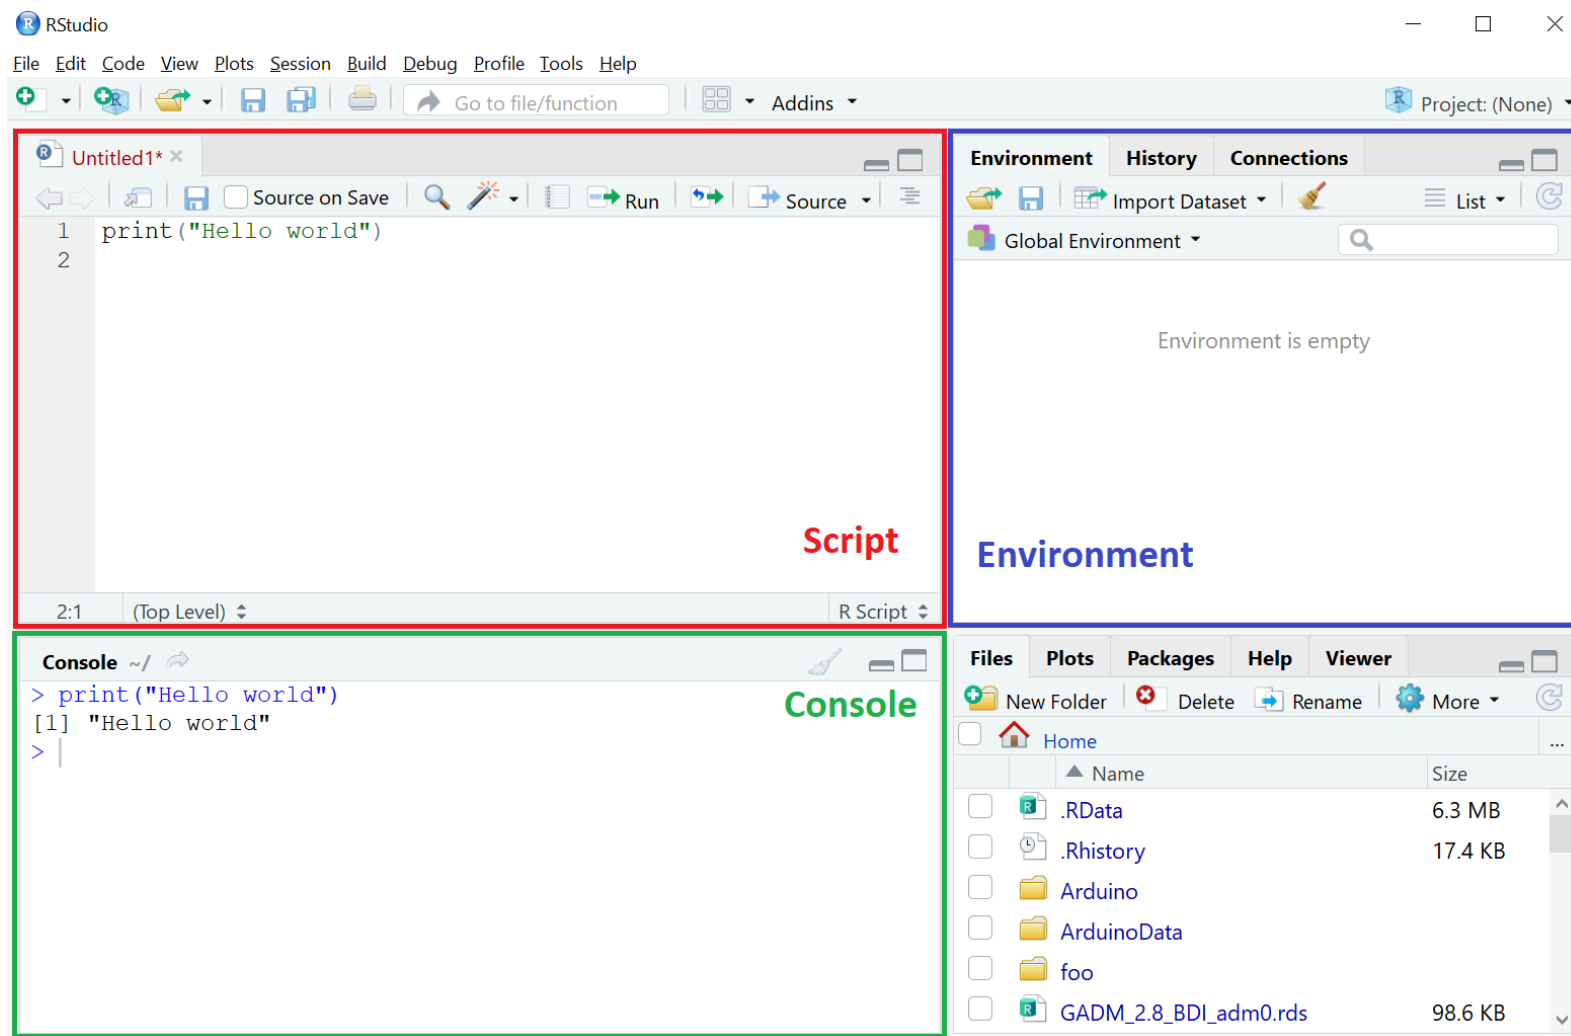 RStudio
File Edit Code View Plots Session Build Debug Profile Tools Help
Go to file/function Addins Project: (None)
Untitled1*
Source on Save Run Source
1 print("Hello world")
2
Script
2:1 (Top Level) R Script
Environment History Connections
Import Dataset List
Global Environment
Environment is empty
Environment
Console ~/
> print("Hello world")
[1] "Hello world"
>
Console
Files Plots Packages Help Viewer
New Folder Delete Rename More
Home ...
Name Size
.RData 6.3 MB
.Rhistory 17.4 KB
Arduino
ArduinoData
foo
GADM_2.8_BDI_adm0.rds 98.6 KB